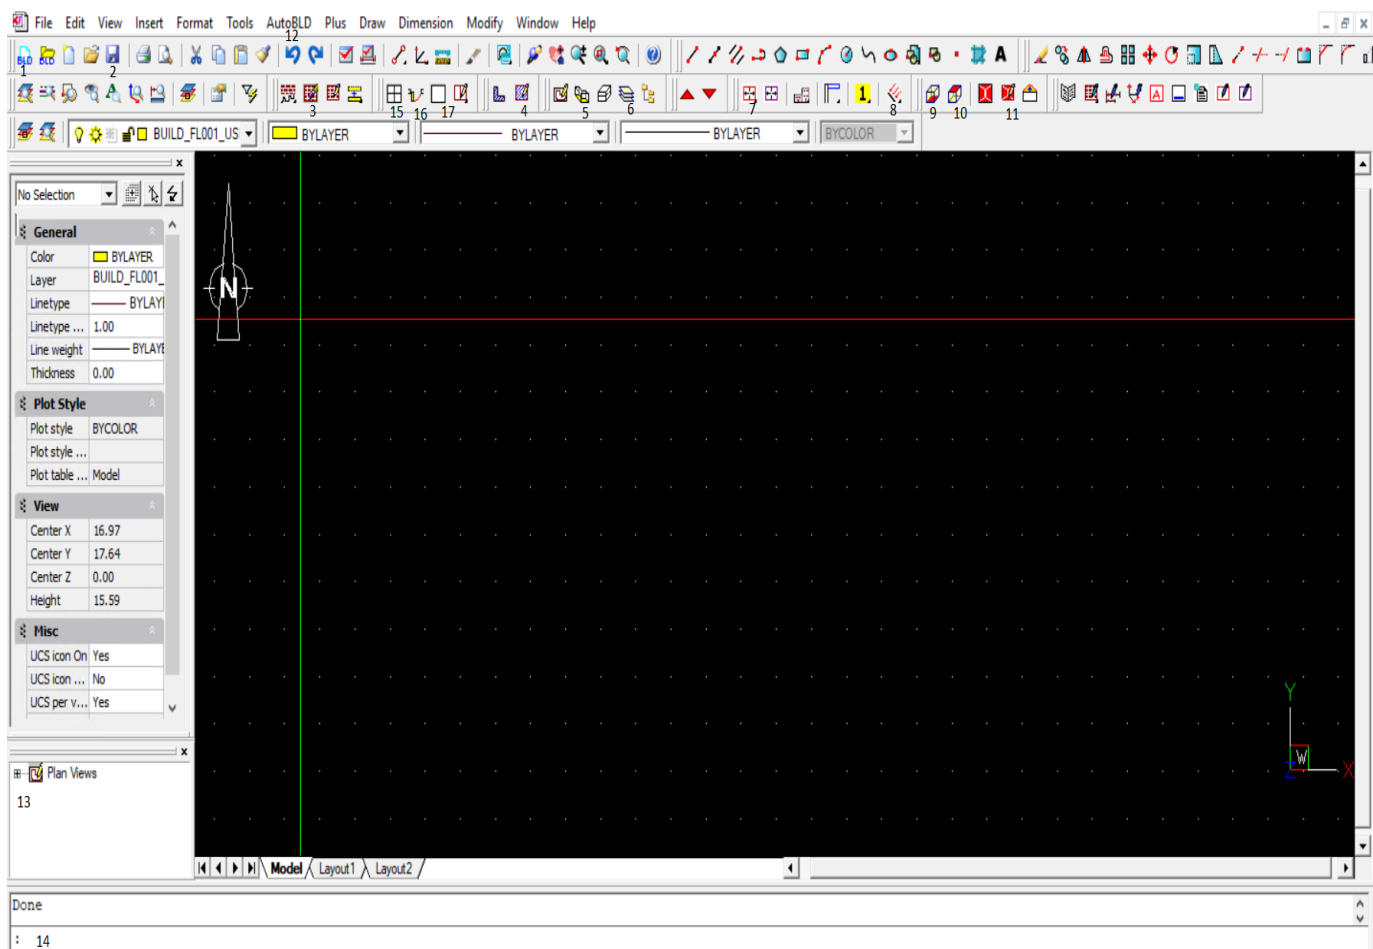 File Edit View Insert Format Tools AutoBLD Plus Draw Dimension Modify Window Help
12
BLD BLD A
1 2
1
A
3 15 16 17 4 5 6 7 8 9 10 11
BUILD_FL001_US BYLAYER BYLAYER BYLAYER BYCOLOR
No Selection
General
Color BYLAYER
Layer BUILD_FL001_
Linetype BYLAYI
Linetype ... 1.00
Line weight BYLAYE
Thickness 0.00
Plot Style
Plot style BYCOLOR
Plot style ...
Plot table ... Model
View
Center X 16.97
Center Y 17.64
Center Z 0.00
Height 15.59
Misc
UCS icon On Yes
UCS icon ... No
UCS per v... Yes
N
Y
W
Z X
Plan Views
13
Model Layout1 Layout2
Done
: 14